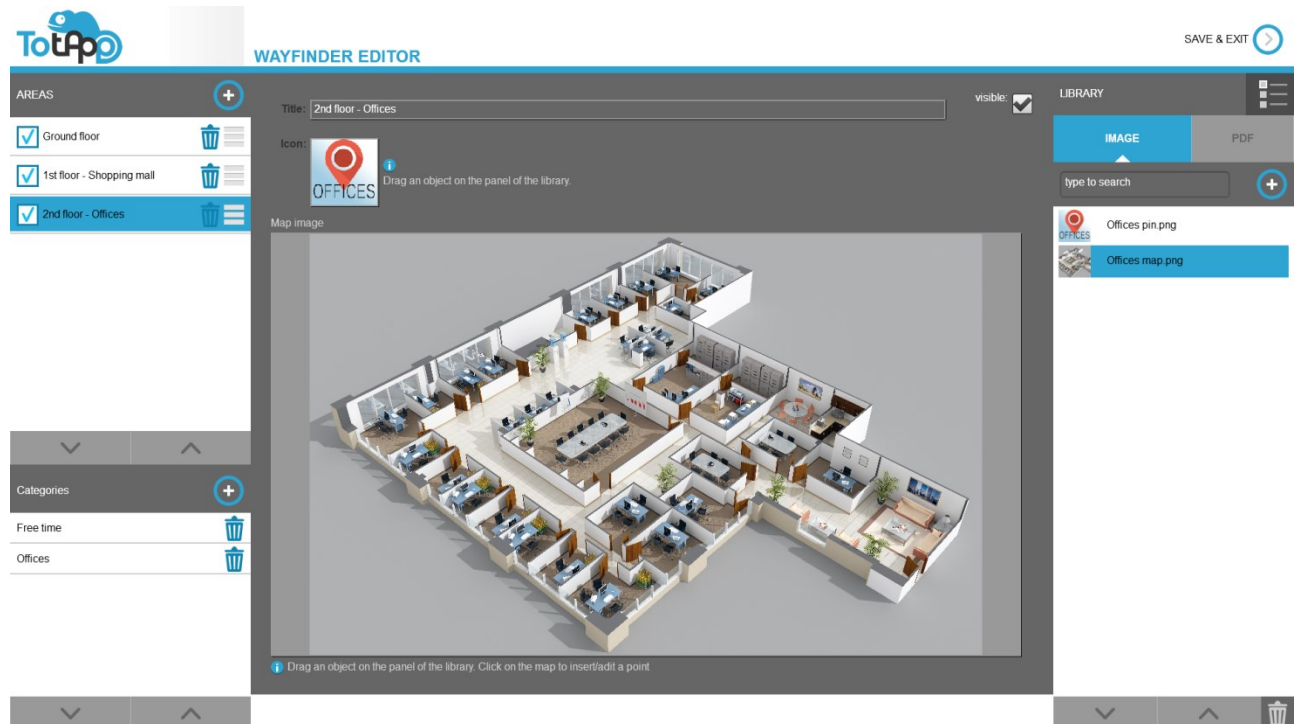 TotApp
WAYFINDER EDITOR
SAVE & EXIT
AREAS
Ground floor
1st floor - Shopping mall
2nd floor - Offices
Categories
Free time
Offices
Title: 2nd floor - Offices
visible:
Icon:
OFFICES
Drag an object on the panel of the library.
Map image
Drag an object on the panel of the library. Click on the map to insert/adit a point
LIBRARY
IMAGE PDF
type to search
OFFICES
Offices pin.png
Offices map.png